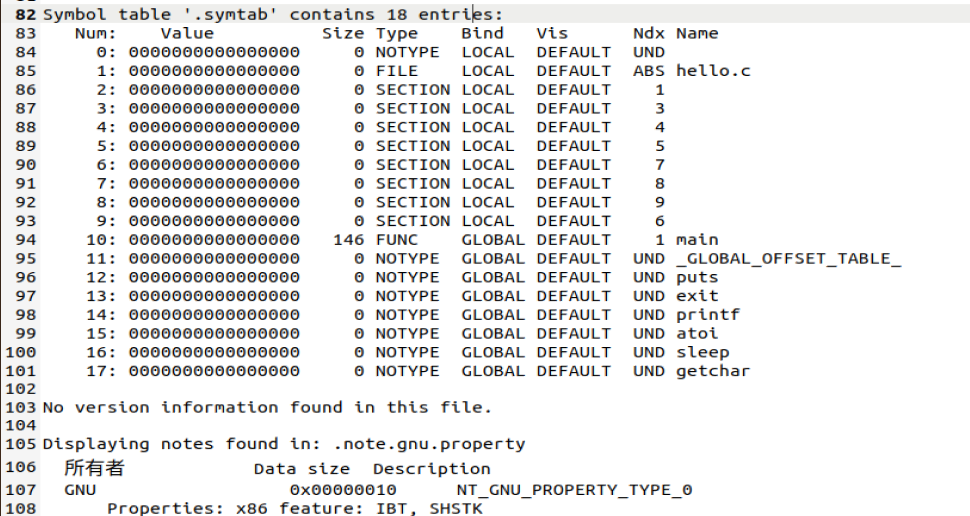 82 Symbol table '.symtab' contains 18 entries:
83    Num:    Value          Size Type    Bind   Vis      Ndx Name
84      0: 0000000000000000     0 NOTYPE  LOCAL  DEFAULT  UND
85      1: 0000000000000000     0 FILE    LOCAL  DEFAULT  ABS hello.c
86      2: 0000000000000000     0 SECTION LOCAL  DEFAULT    1
87      3: 0000000000000000     0 SECTION LOCAL  DEFAULT    3
88      4: 0000000000000000     0 SECTION LOCAL  DEFAULT    4
89      5: 0000000000000000     0 SECTION LOCAL  DEFAULT    5
90      6: 0000000000000000     0 SECTION LOCAL  DEFAULT    7
91      7: 0000000000000000     0 SECTION LOCAL  DEFAULT    8
92      8: 0000000000000000     0 SECTION LOCAL  DEFAULT    9
93      9: 0000000000000000     0 SECTION LOCAL  DEFAULT    6
94     10: 0000000000000000   146 FUNC    GLOBAL DEFAULT    1 main
95     11: 0000000000000000     0 NOTYPE  GLOBAL DEFAULT  UND _GLOBAL_OFFSET_TABLE_
96     12: 0000000000000000     0 NOTYPE  GLOBAL DEFAULT  UND puts
97     13: 0000000000000000     0 NOTYPE  GLOBAL DEFAULT  UND exit
98     14: 0000000000000000     0 NOTYPE  GLOBAL DEFAULT  UND printf
99     15: 0000000000000000     0 NOTYPE  GLOBAL DEFAULT  UND atoi
100    16: 0000000000000000     0 NOTYPE  GLOBAL DEFAULT  UND sleep
101    17: 0000000000000000     0 NOTYPE  GLOBAL DEFAULT  UND getchar
102
103 No version information found in this file.
104
105 Displaying notes found in: .note.gnu.property
106   所有者            Data size  Description
107   GNU                  0x00000010      NT_GNU_PROPERTY_TYPE_0
108       Properties: x86 feature: IBT, SHSTK